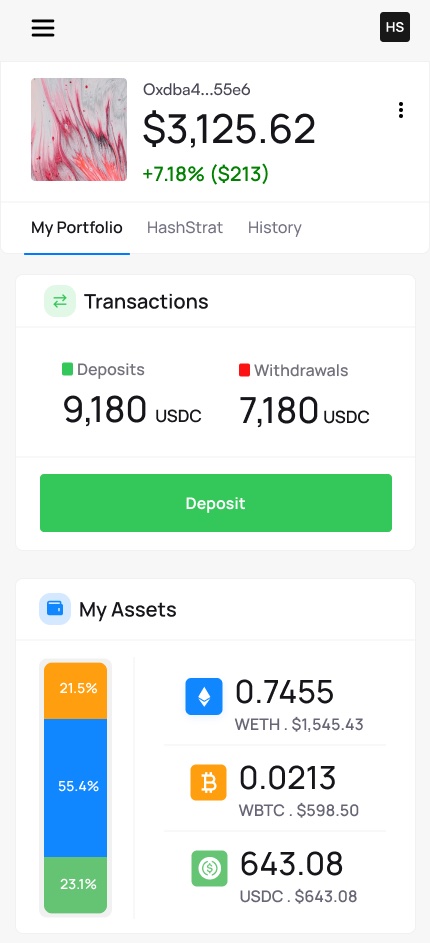 HS
Oxdba4...55e6
$3,125.62
+7.18% ($213)
My Portfolio HashStrat History
Transactions
Deposits Withdrawals
9,180 USDC 7,180 USDC
Deposit
My Assets
21.5%
55.4%
23.1%
0.7455
WETH . $1,545.43
0.0213
WBTC . $598.50
643.08
USDC . $643.08